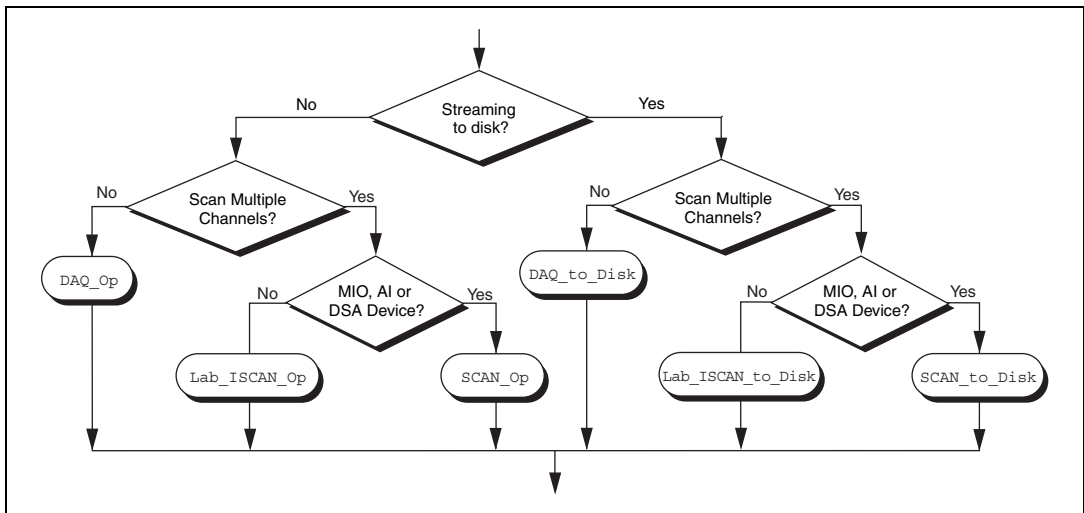 Streaming
to disk?
No
Yes
Scan Multiple
Channels?
No
Yes
Scan Multiple
Channels?
No
Yes
DAQ_Op
MIO, AI or
DSA Device?
No
Yes
DAQ_to_Disk
MIO, AI or
DSA Device?
No
Yes
Lab_ISCAN_Op
SCAN_Op
Lab_ISCAN_to_Disk
SCAN_to_Disk